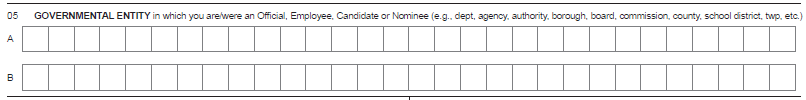 05 GOVERNMENTAL ENTITY in which you are/were an Official, Employee, Candidate or Nominee (e.g., dept, agency, authority, borough, board, commission, county, school district, twp, etc.)
A
B